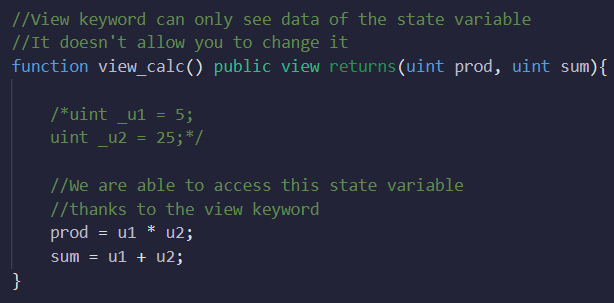 //View keyword can only see data of the state variable
//It doesn't allow you to change it
function view_calc() public view returns(uint prod, uint sum){
/*uint _u1 = 5;
uint _u2 = 25;*/
//We are able to access this state variable
//thanks to the view keyword
prod = u1 * u2;
sum = u1 + u2;
}